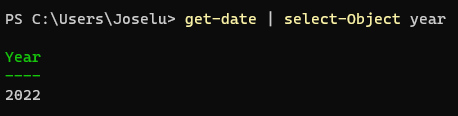 PS C:\Users\Joselu> get-date | select-Object year
Year
----
2022